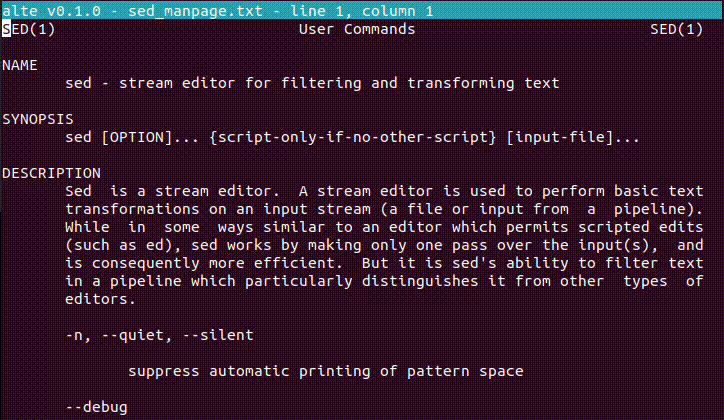 alte v0.1.0 - sed_manpage.txt - line 1, column 1
SED(1)                           User Commands                          SED(1)
NAME
       sed - stream editor for filtering and transforming text
SYNOPSIS
       sed [OPTION]... {script-only-if-no-other-script} [input-file]...
DESCRIPTION
       Sed  is a stream editor.  A stream editor is used to perform basic text
       transformations on an input stream (a file or input from  a  pipeline).
       While  in  some  ways similar to an editor which permits scripted edits
       (such as ed), sed works by making only one pass over the input(s),  and
       is consequently more efficient.  But it is sed's ability to filter text
       in a pipeline which particularly distinguishes it from other  types  of
       editors.
       -n, --quiet, --silent
              suppress automatic printing of pattern space
       --debug